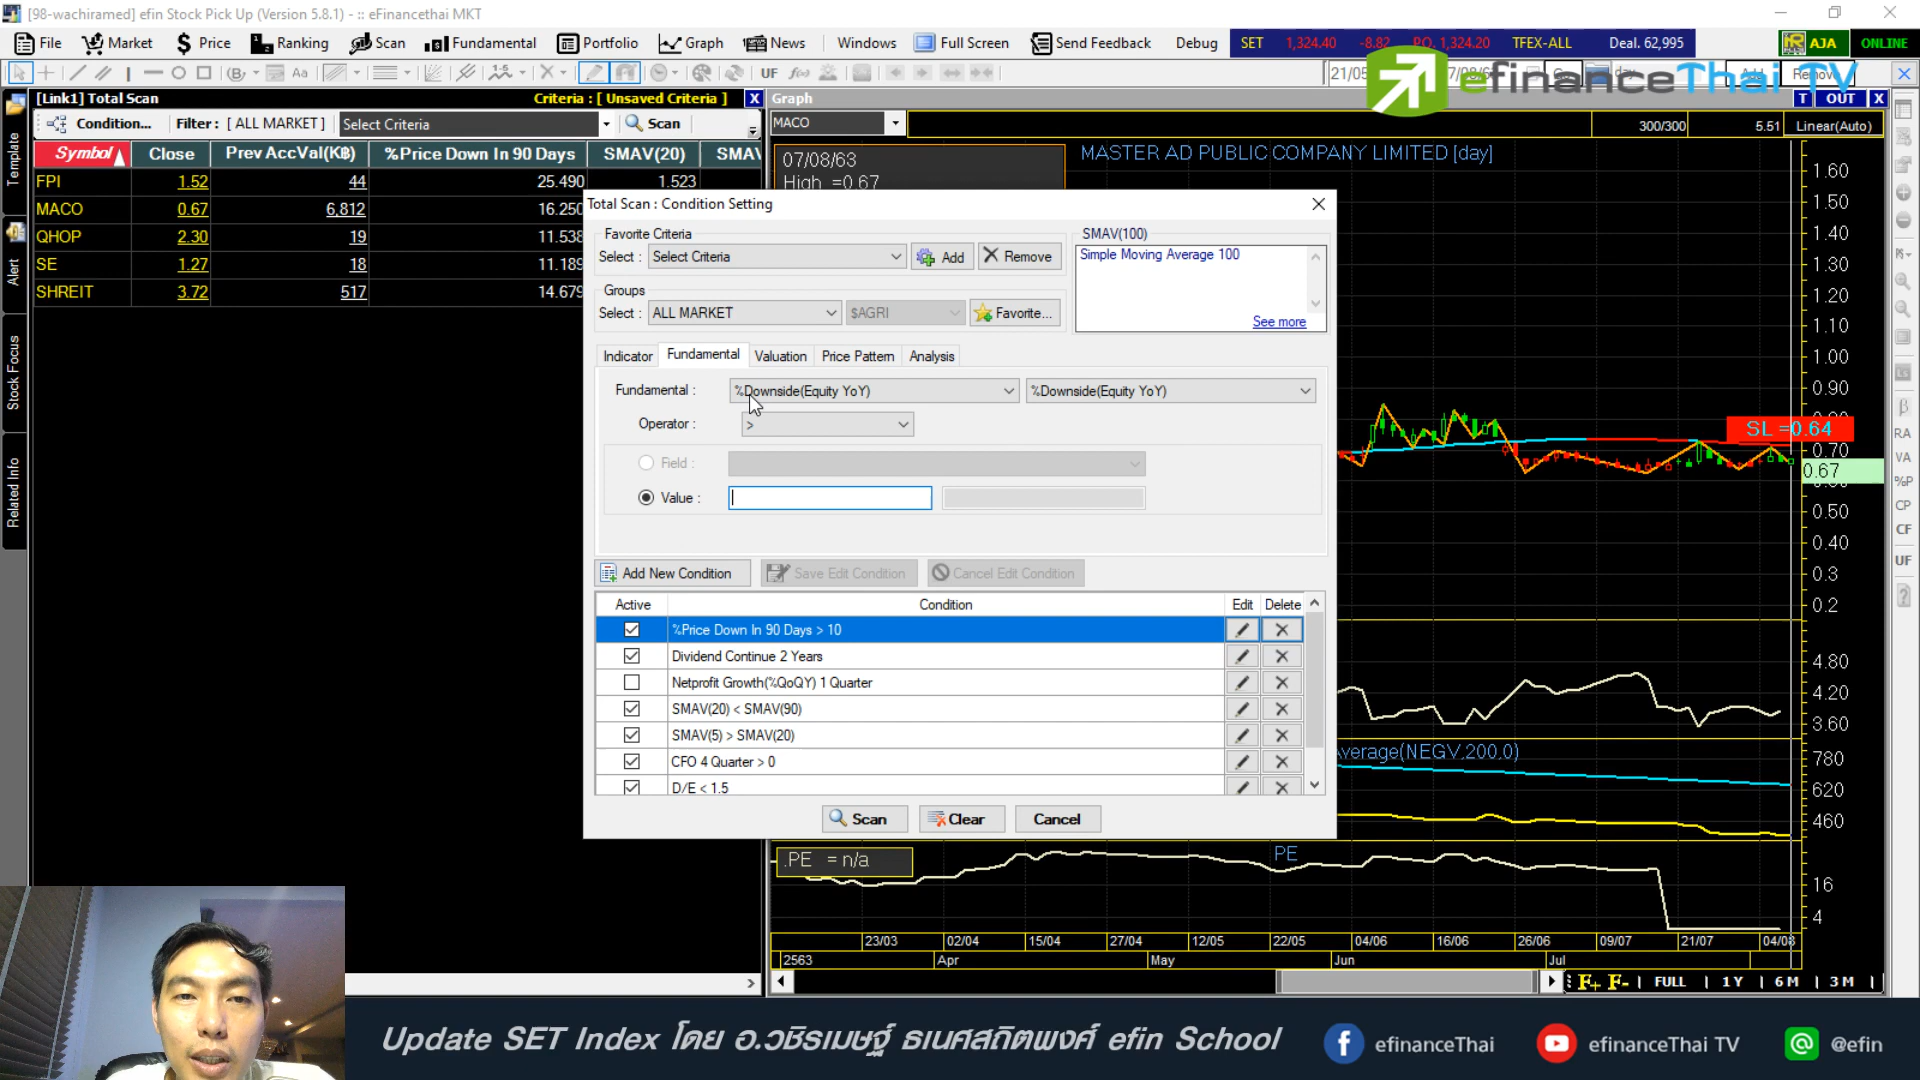 [98-wachiramed] efin Stock Pick Up (Version 5.8.1) - :: eFinancethai MKT
File Market Price Ranking Scan Fundamental Portfolio Graph News Windows Full Screen Send Feedback Debug SET 1,324.40 -8.82 PO. 1,324.20 TFEX-ALL Deal. 62,995 AJA ONLINE
Aa UF f(x)
efinanceThai TV
[Link1] Total Scan Criteria : [ Unsaved Criteria ] X Graph T OUT X
Condition... Filter : [ ALL MARKET ] Select Criteria Scan MACO 300/300 5.51 Linear(Auto)
Symbol Close Prev AccVal(K฿) %Price Down In 90 Days SMAV(20)
FPI 1.52 44 25.490 1.523
MACO 0.67 6,812 16.250
QHOP 2.30 19 11.538
SE 1.27 18 11.189
SHREIT 3.72 517 14.679
Template
Alert
Stock Focus
Related Info
07/08/63
High =0.67
MASTER AD PUBLIC COMPANY LIMITED [day]
Total Scan : Condition Setting
Favorite Criteria
Select : Select Criteria Add Remove
Groups
Select : ALL MARKET $AGRI Favorite...
SMAV(100)
Simple Moving Average 100
See more
Indicator Fundamental Valuation Price Pattern Analysis
Fundamental : %Downside(Equity YoY) %Downside(Equity YoY)
Operator : >
Field :
Value :
Add New Condition Save Edit Condition Cancel Edit Condition
Active Condition Edit Delete
%Price Down In 90 Days > 10
Dividend Continue 2 Years
Netprofit Growth(%QoQY) 1 Quarter
SMAV(20) < SMAV(90)
SMAV(5) > SMAV(20)
CFO 4 Quarter > 0
D/E < 1.5
Scan Clear Cancel
1.60
1.50
1.40
1.30
1.20
1.10
1.00
0.90
SL =0.64
0.70
0.67
0.50
0.40
0.3
0.2
4.80
4.20
3.60
verage(NEGV,200,0)
780
620
460
.PE = n/a
PE
16
4
RA
VA
%P
CP
CF
UF
23/03 02/04 15/04 27/04 12/05 22/05 04/06 16/06 26/06 09/07 21/07 04/08
2563 Apr May Jun Jul
F+ F- | FULL | 1 Y | 6 M | 3 M |
Update SET Index โดย อ.วชิรเมษฐ์ ธเนศสถิตพงศ์ efin School
efinanceThai
efinanceThai TV
@efin